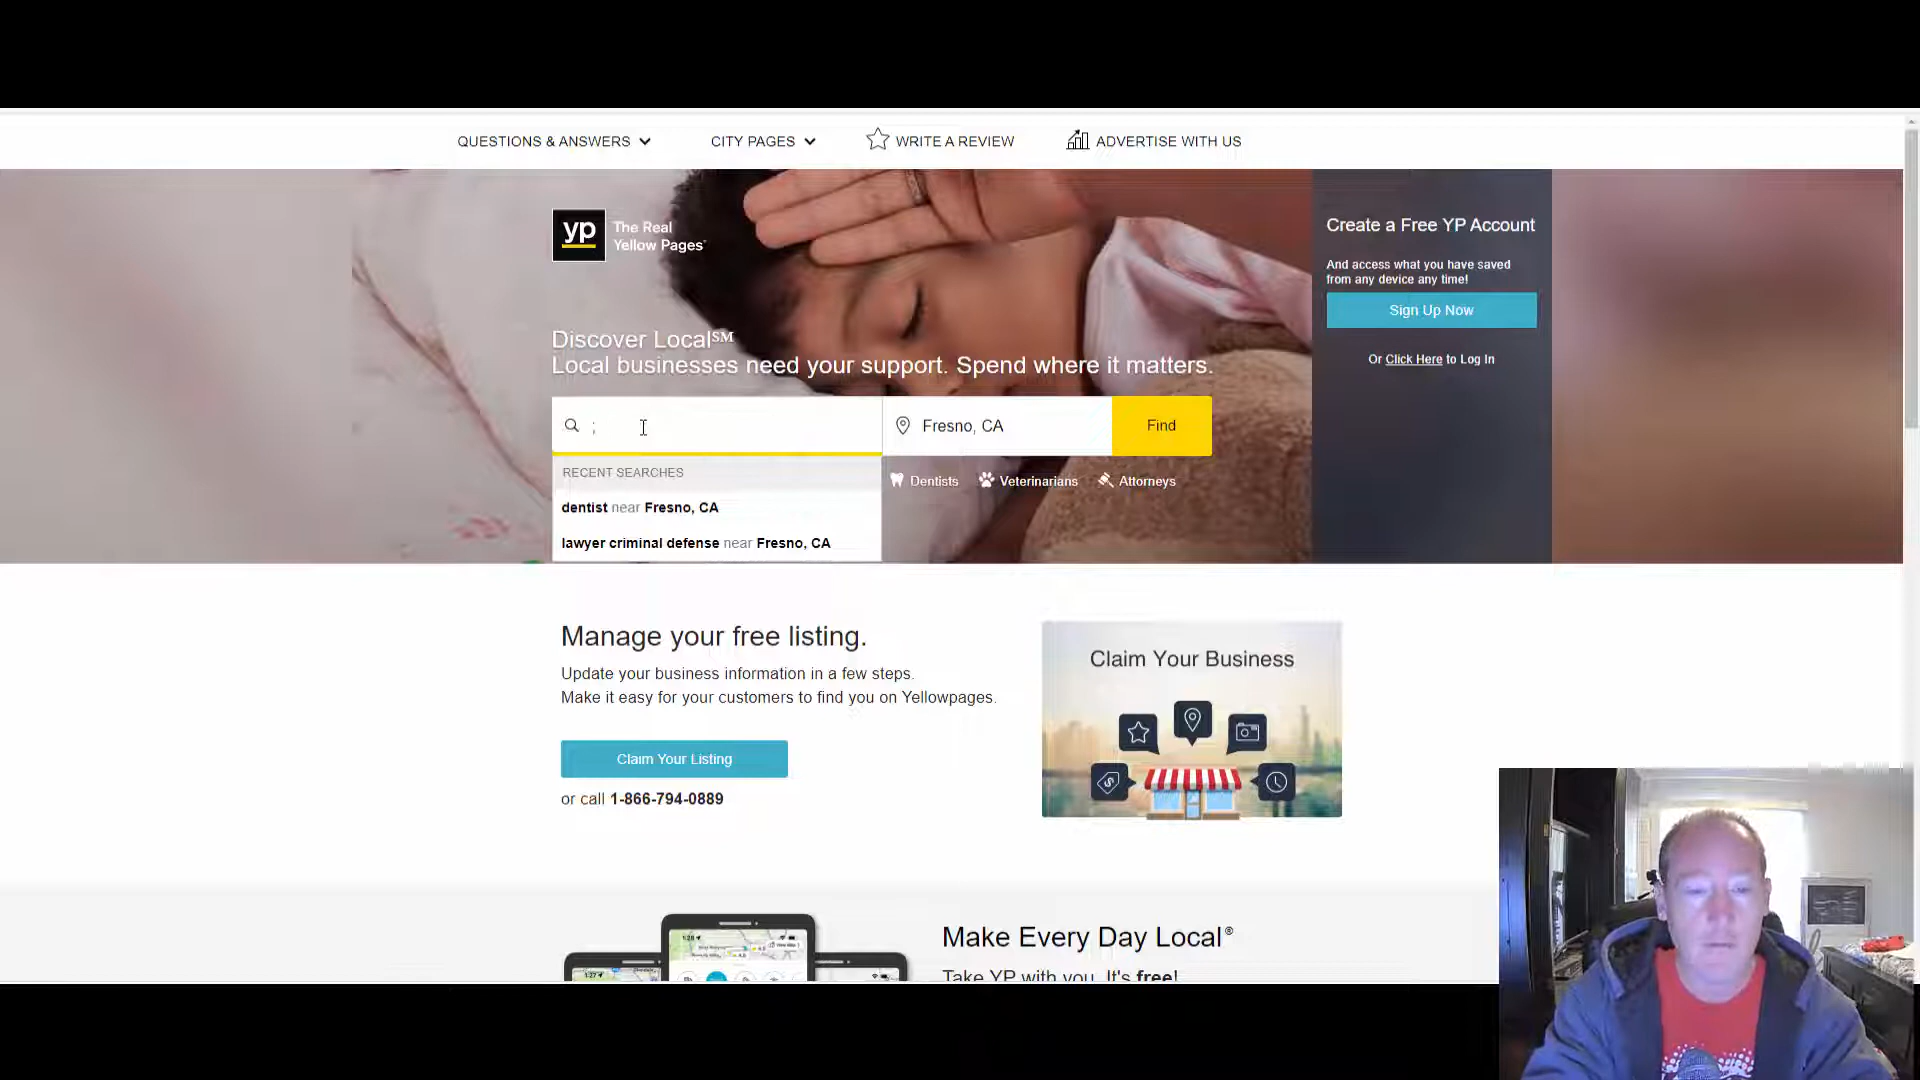 QUESTIONS & ANSWERS
CITY PAGES
WRITE A REVIEW
ADVERTISE WITH US
yp The Real
Yellow Pages
Create a Free YP Account
And access what you have saved
from any device any time!
Sign Up Now
Or Click Here to Log In
Discover Local℠
Local businesses need your support. Spend where it matters.
;
Fresno, CA
Find
RECENT SEARCHES
dentist near Fresno, CA
lawyer criminal defense near Fresno, CA
Dentists
Veterinarians
Attorneys
Manage your free listing.
Update your business information in a few steps.
Make it easy for your customers to find you on Yellowpages.
Claim Your Listing
or call 1-866-794-0889
Claim Your Business
Make Every Day Local®
Take YP with you. It's free!
1:28
1:27